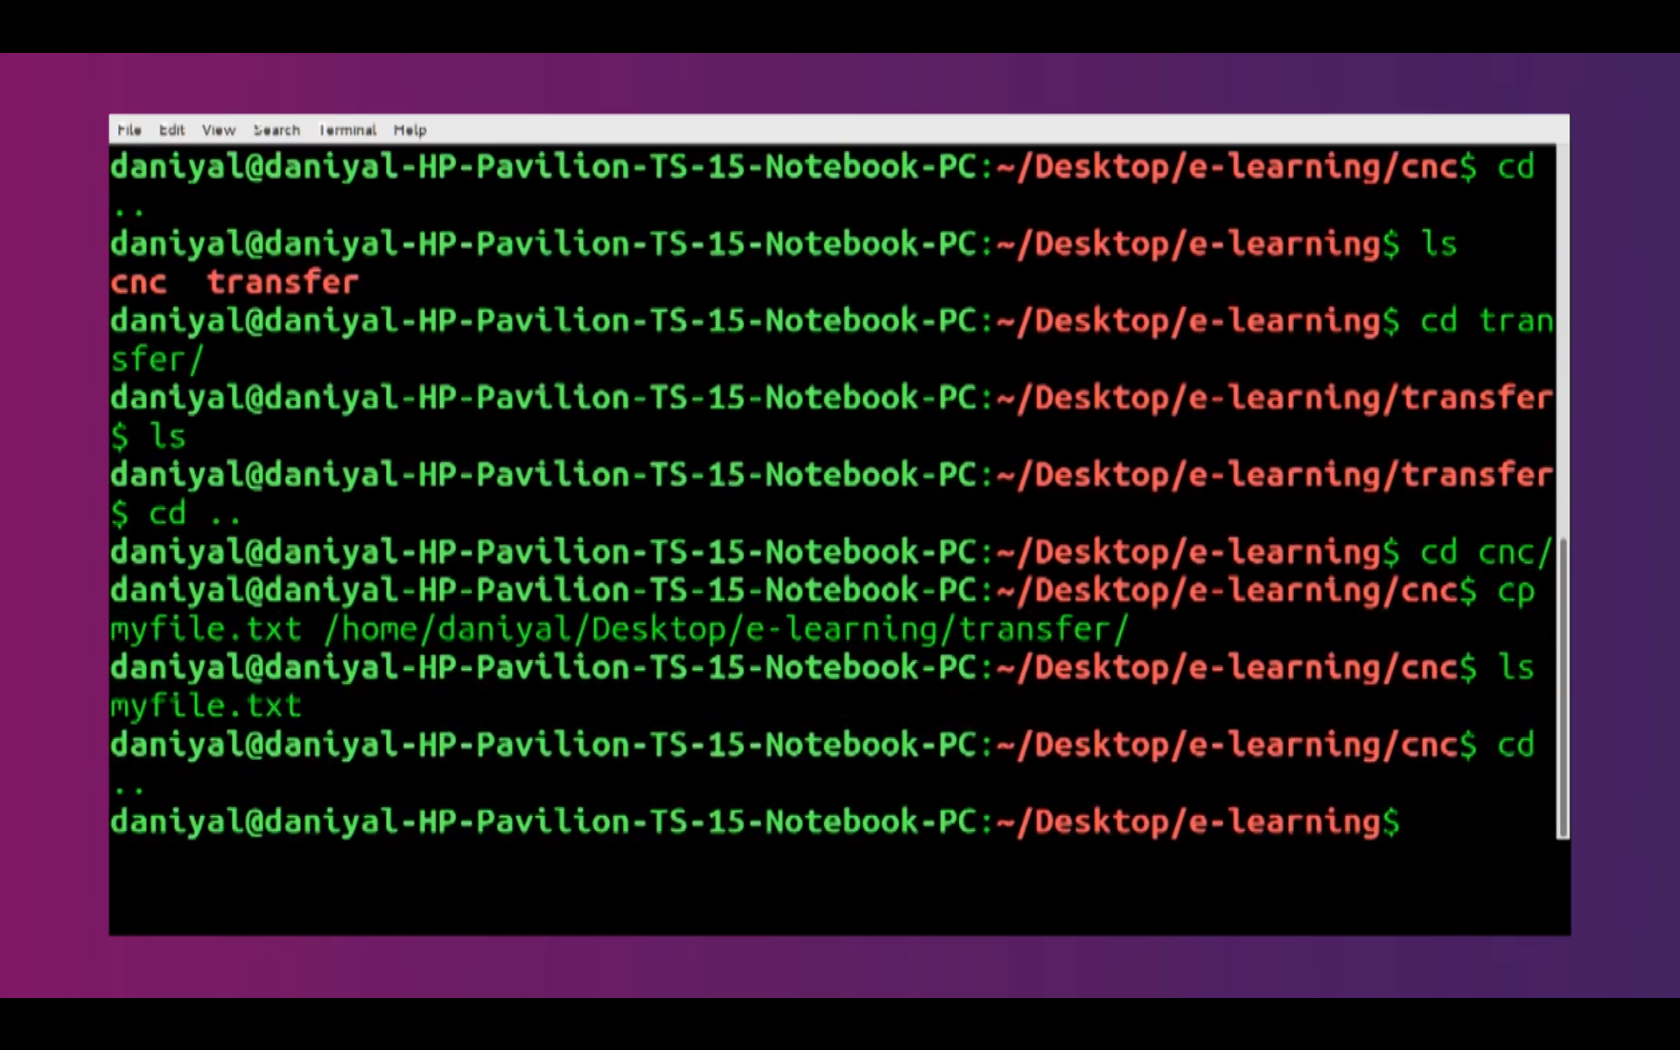 File Edit View Search Terminal Help
daniyal@daniyal-HP-Pavilion-TS-15-Notebook-PC:~/Desktop/e-learning/cnc$ cd
..
daniyal@daniyal-HP-Pavilion-TS-15-Notebook-PC:~/Desktop/e-learning$ ls
cnc  transfer
daniyal@daniyal-HP-Pavilion-TS-15-Notebook-PC:~/Desktop/e-learning$ cd tran
sfer/
daniyal@daniyal-HP-Pavilion-TS-15-Notebook-PC:~/Desktop/e-learning/transfer
$ ls
daniyal@daniyal-HP-Pavilion-TS-15-Notebook-PC:~/Desktop/e-learning/transfer
$ cd ..
daniyal@daniyal-HP-Pavilion-TS-15-Notebook-PC:~/Desktop/e-learning$ cd cnc/
daniyal@daniyal-HP-Pavilion-TS-15-Notebook-PC:~/Desktop/e-learning/cnc$ cp
myfile.txt /home/daniyal/Desktop/e-learning/transfer/
daniyal@daniyal-HP-Pavilion-TS-15-Notebook-PC:~/Desktop/e-learning/cnc$ ls
myfile.txt
daniyal@daniyal-HP-Pavilion-TS-15-Notebook-PC:~/Desktop/e-learning/cnc$ cd
..
daniyal@daniyal-HP-Pavilion-TS-15-Notebook-PC:~/Desktop/e-learning$